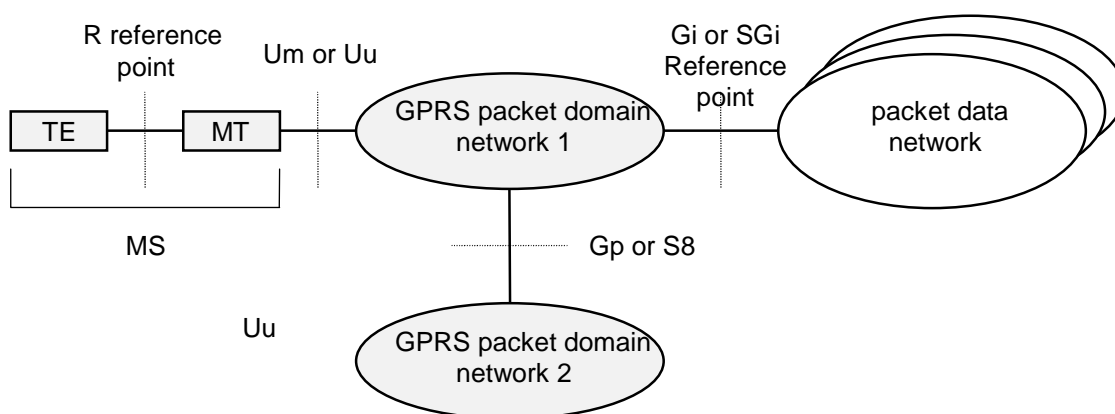 R reference
point
Um or Uu
Gi or SGi
Reference
point
TE
MT
GPRS packet domain
network 1
packet data
network
MS
Gp or S8
Uu
GPRS packet domain
network 2